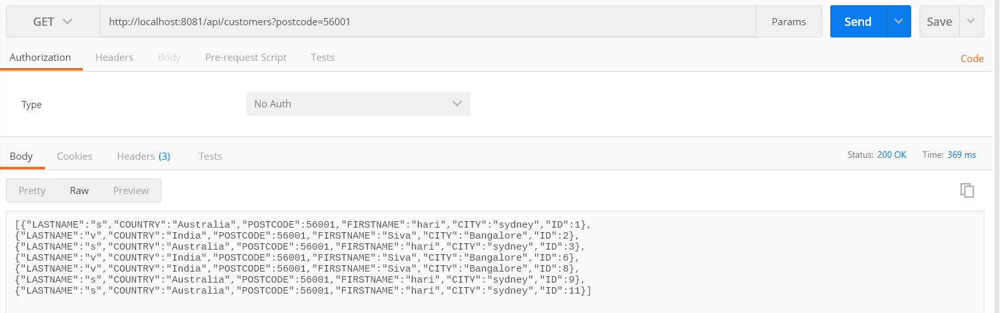 GET http://localhost:8081/api/customers?postcode=56001 Params Send Save
Authorization Headers Body Pre-request Script Tests Code
Type No Auth
Body Cookies Headers (3) Tests Status: 200 OK Time: 369 ms
Pretty Raw Preview
[{"LASTNAME":"s","COUNTRY":"Australia","POSTCODE":56001,"FIRSTNAME":"hari","CITY":"sydney","ID":1},
{"LASTNAME":"v","COUNTRY":"India","POSTCODE":56001,"FIRSTNAME":"Siva","CITY":"Bangalore","ID":2},
{"LASTNAME":"s","COUNTRY":"Australia","POSTCODE":56001,"FIRSTNAME":"hari","CITY":"sydney","ID":3},
{"LASTNAME":"v","COUNTRY":"India","POSTCODE":56001,"FIRSTNAME":"Siva","CITY":"Bangalore","ID":6},
{"LASTNAME":"v","COUNTRY":"India","POSTCODE":56001,"FIRSTNAME":"Siva","CITY":"Bangalore","ID":8},
{"LASTNAME":"s","COUNTRY":"Australia","POSTCODE":56001,"FIRSTNAME":"hari","CITY":"sydney","ID":9},
{"LASTNAME":"s","COUNTRY":"Australia","POSTCODE":56001,"FIRSTNAME":"hari","CITY":"sydney","ID":11}]